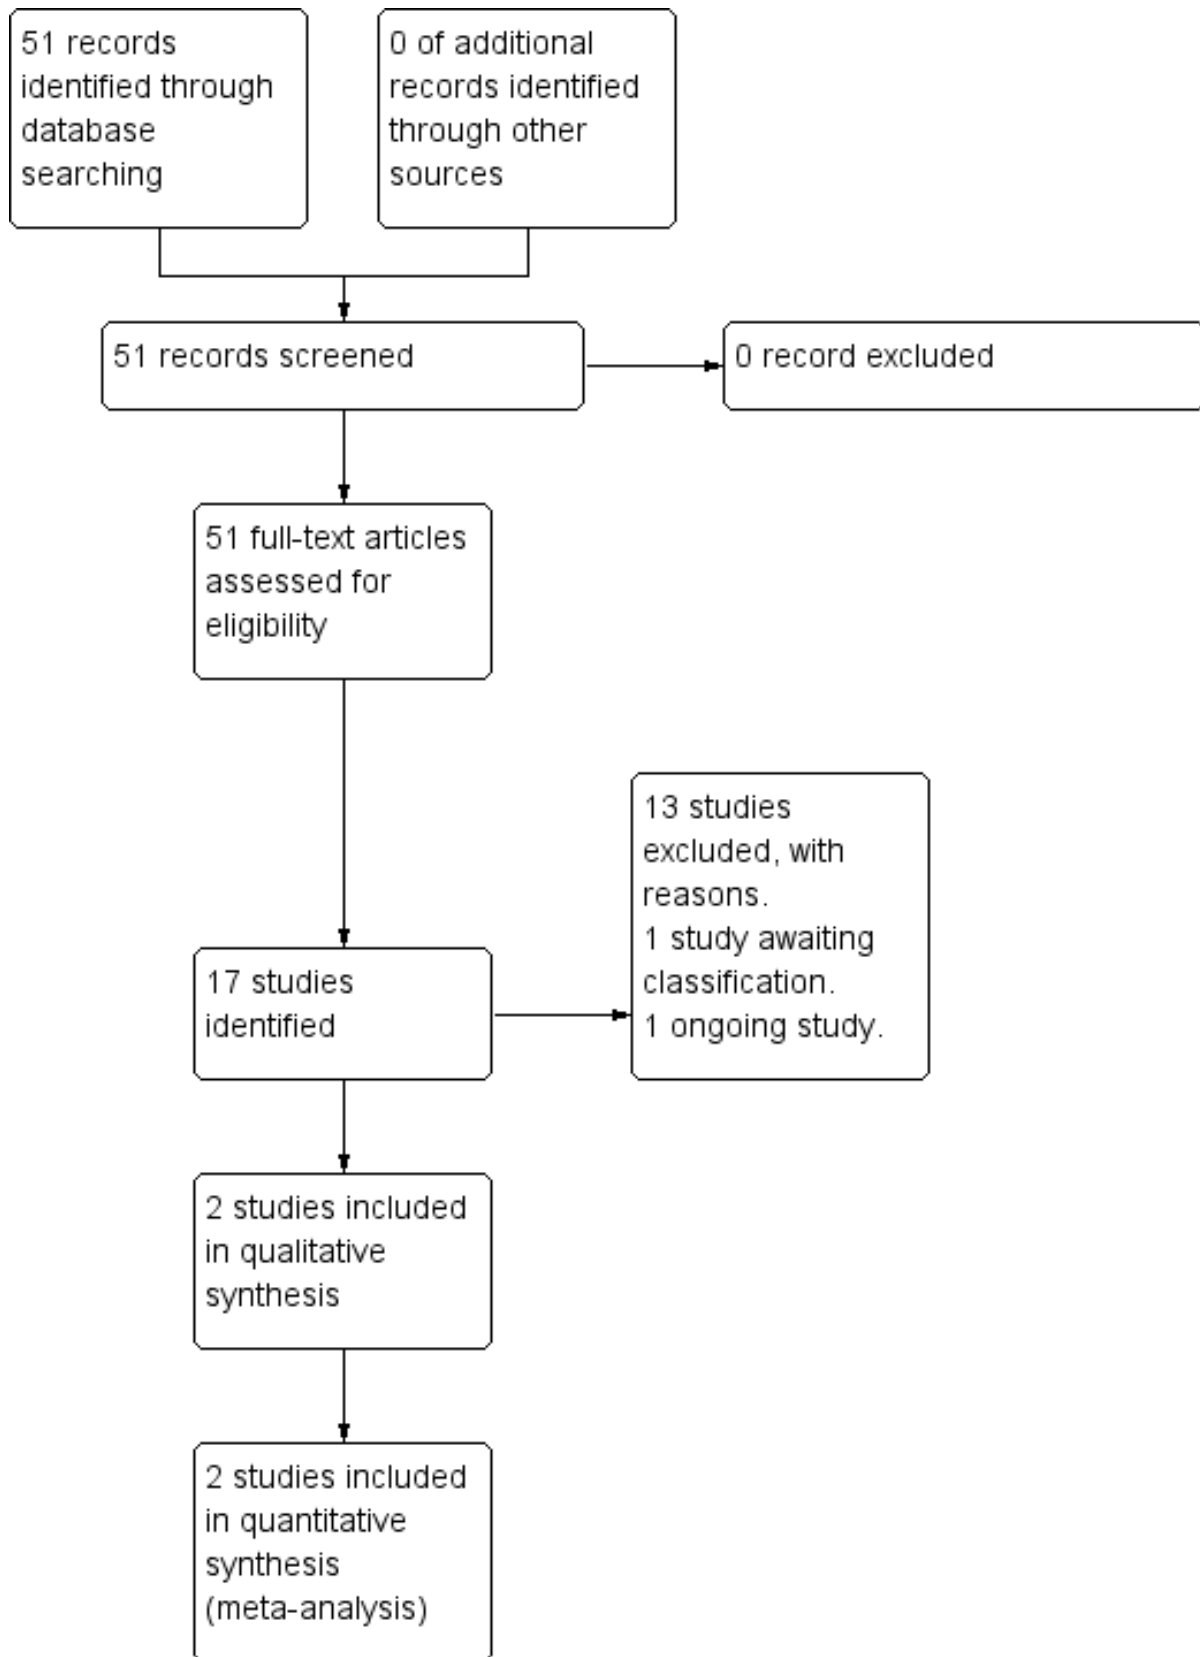 51 records
identified through
database
searching
0 of additional
records identified
through other
sources
51 records screened
0 record excluded
51 full-text articles
assessed for
eligibility
13 studies
excluded, with
reasons.
1 study awaiting
classification.
1 ongoing study.
17 studies
identified
2 studies included
in qualitative
synthesis
2 studies included
in quantitative
synthesis
(meta-analysis)